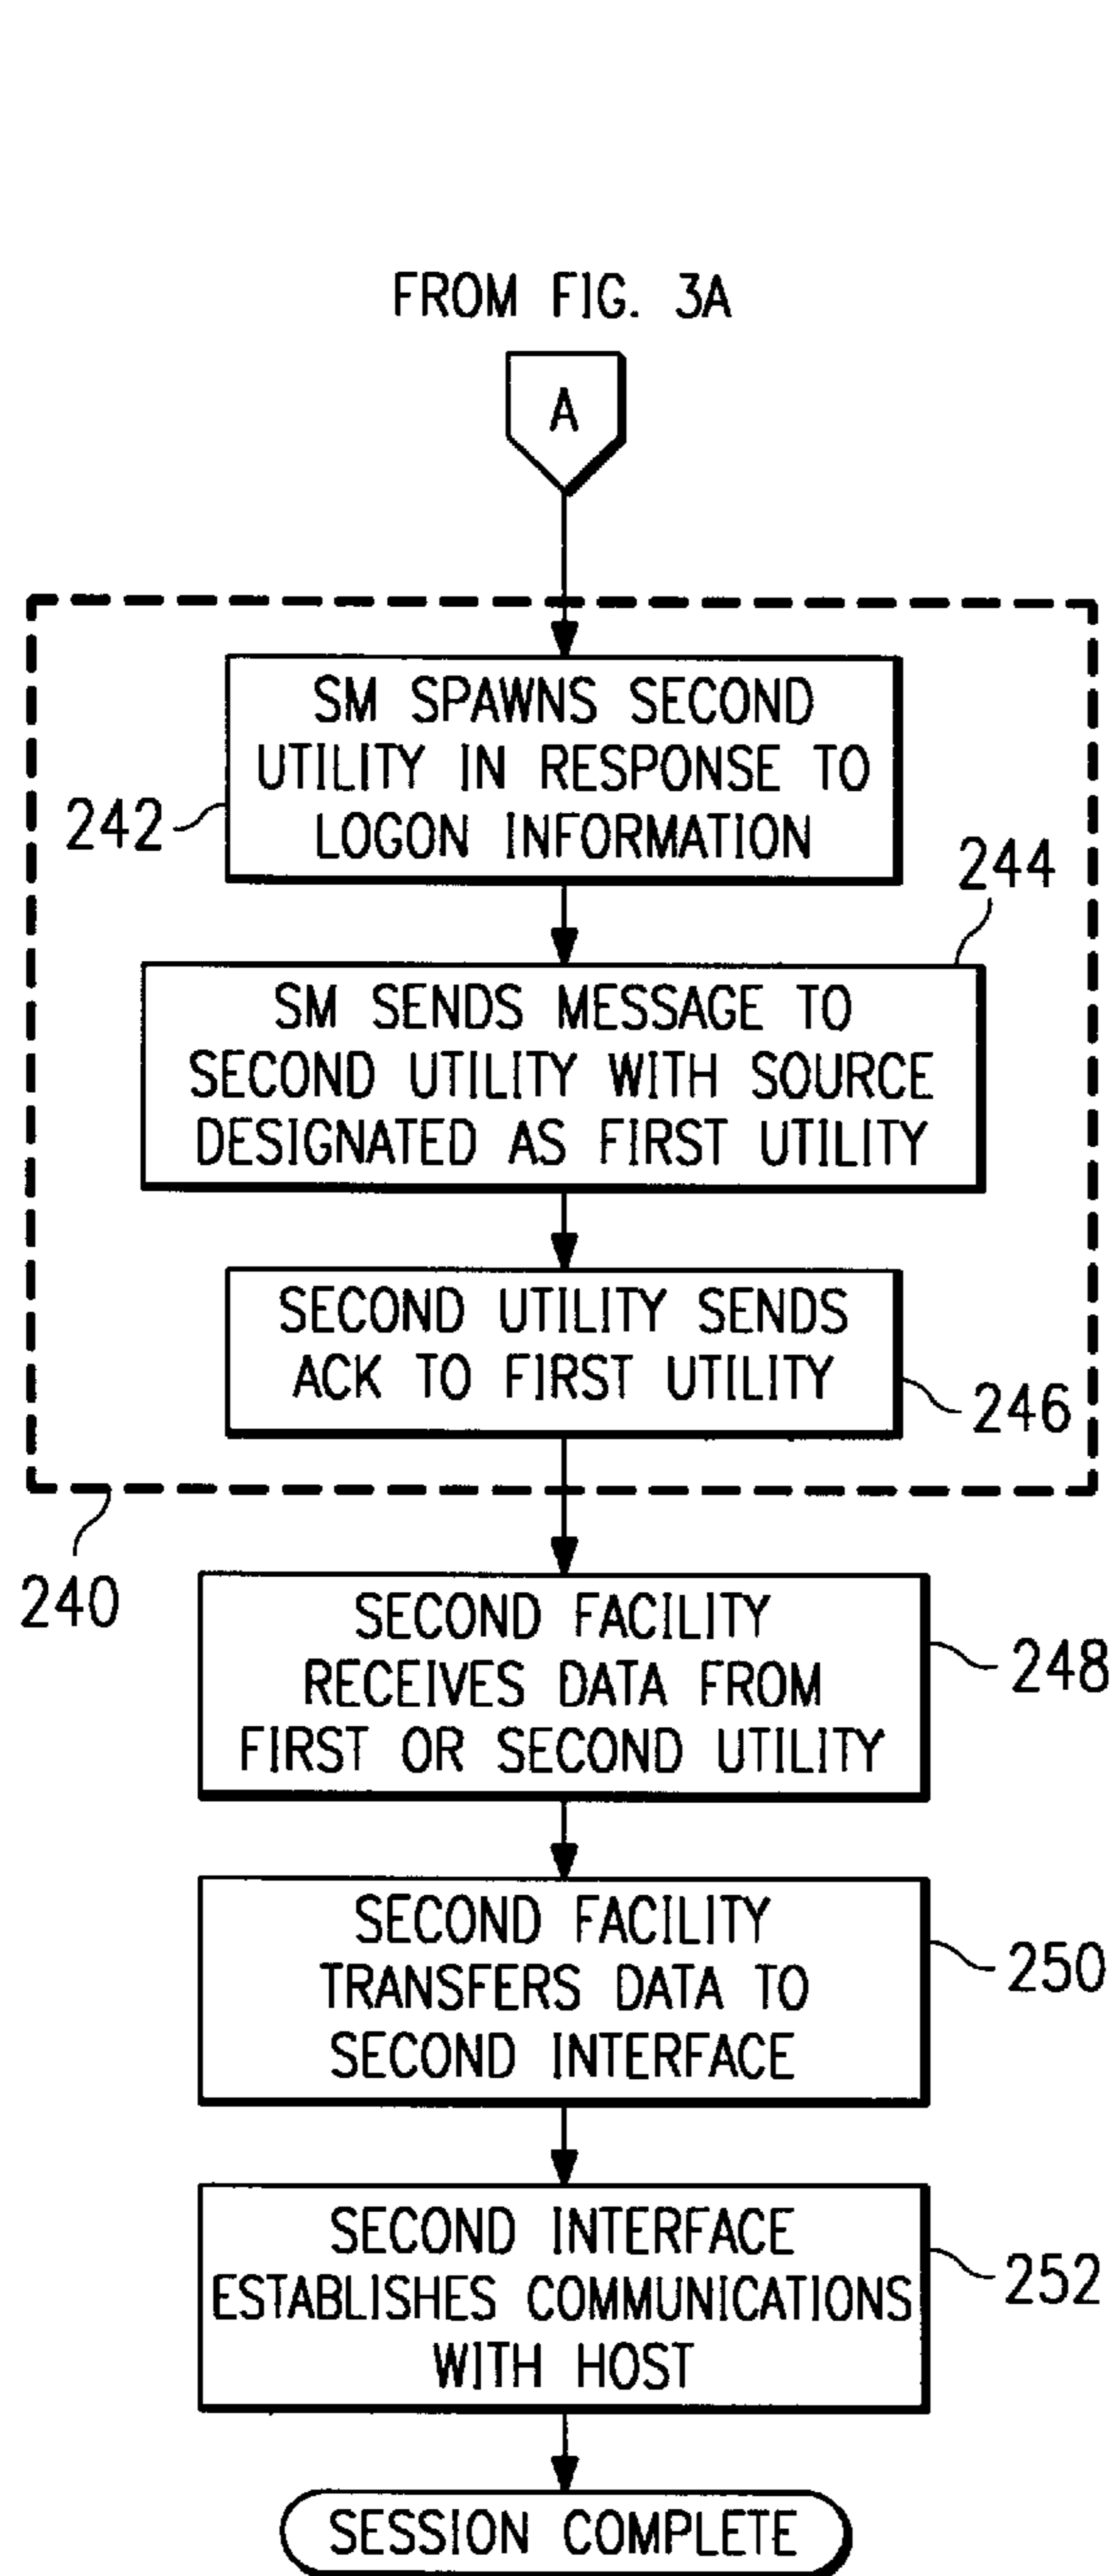 FROM FIG. 3A
A
SM SPAWNS SECOND
UTILITY IN RESPONSE TO
LOGON INFORMATION
242
244
SM SENDS MESSAGE TO
SECOND UTILITY WITH SOURCE
DESIGNATED AS FIRST UTILITY
SECOND UTILITY SENDS
ACK TO FIRST UTILITY
246
240
SECOND FACILITY
RECEIVES DATA FROM
FIRST OR SECOND UTILITY
248
SECOND FACILITY
TRANSFERS DATA TO
SECOND INTERFACE
250
SECOND INTERFACE
ESTABLISHES COMMUNICATIONS
WITH HOST
252
SESSION COMPLETE